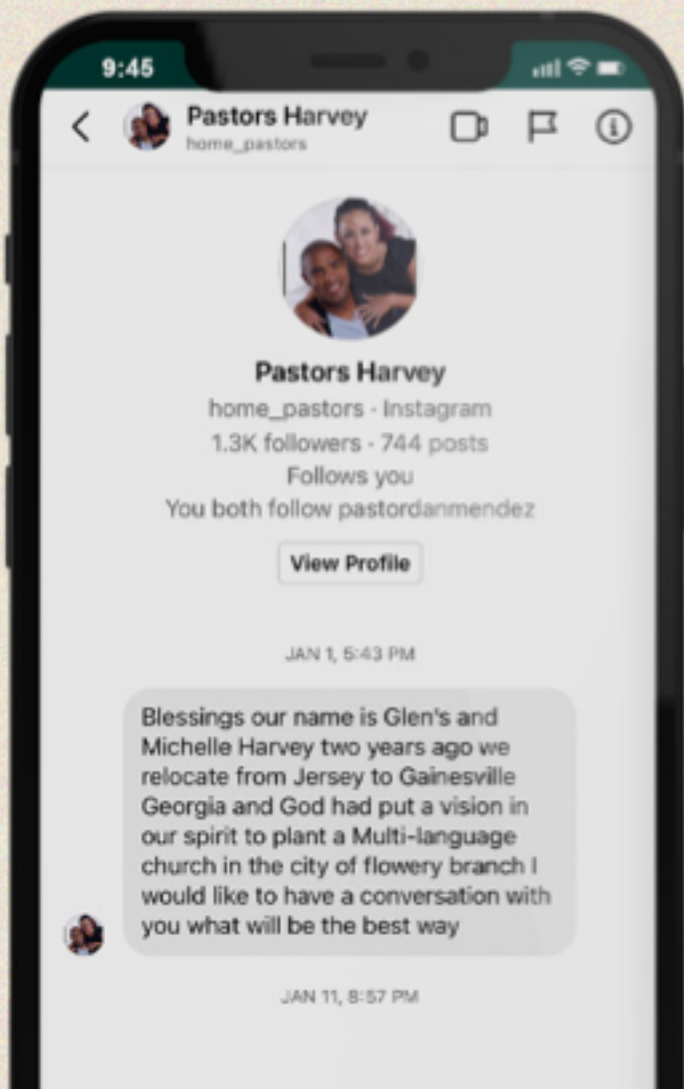 9:45
Pastors Harvey
home_pastors
Pastors Harvey
home_pastors · Instagram
1.3K followers · 744 posts
Follows you
You both follow pastordanmendez
View Profile
JAN 1, 5:43 PM
Blessings our name is Glen's and
Michelle Harvey two years ago we
relocate from Jersey to Gainesville
Georgia and God had put a vision in
our spirit to plant a Multi-language
church in the city of flowery branch I
would like to have a conversation with
you what will be the best way
JAN 11, 8:57 PM